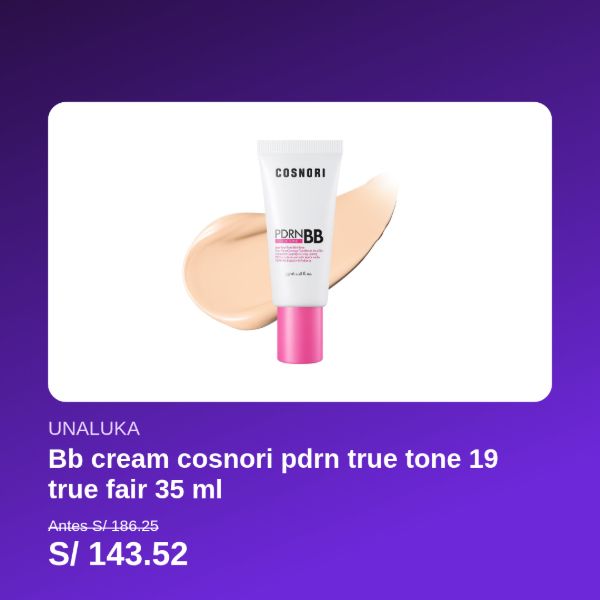 COSNORI
PDRN BB
UNALUKA
Bb cream cosnori pdrn true tone 19
true fair 35 ml
Antes S/ 186.25
S/ 143.52